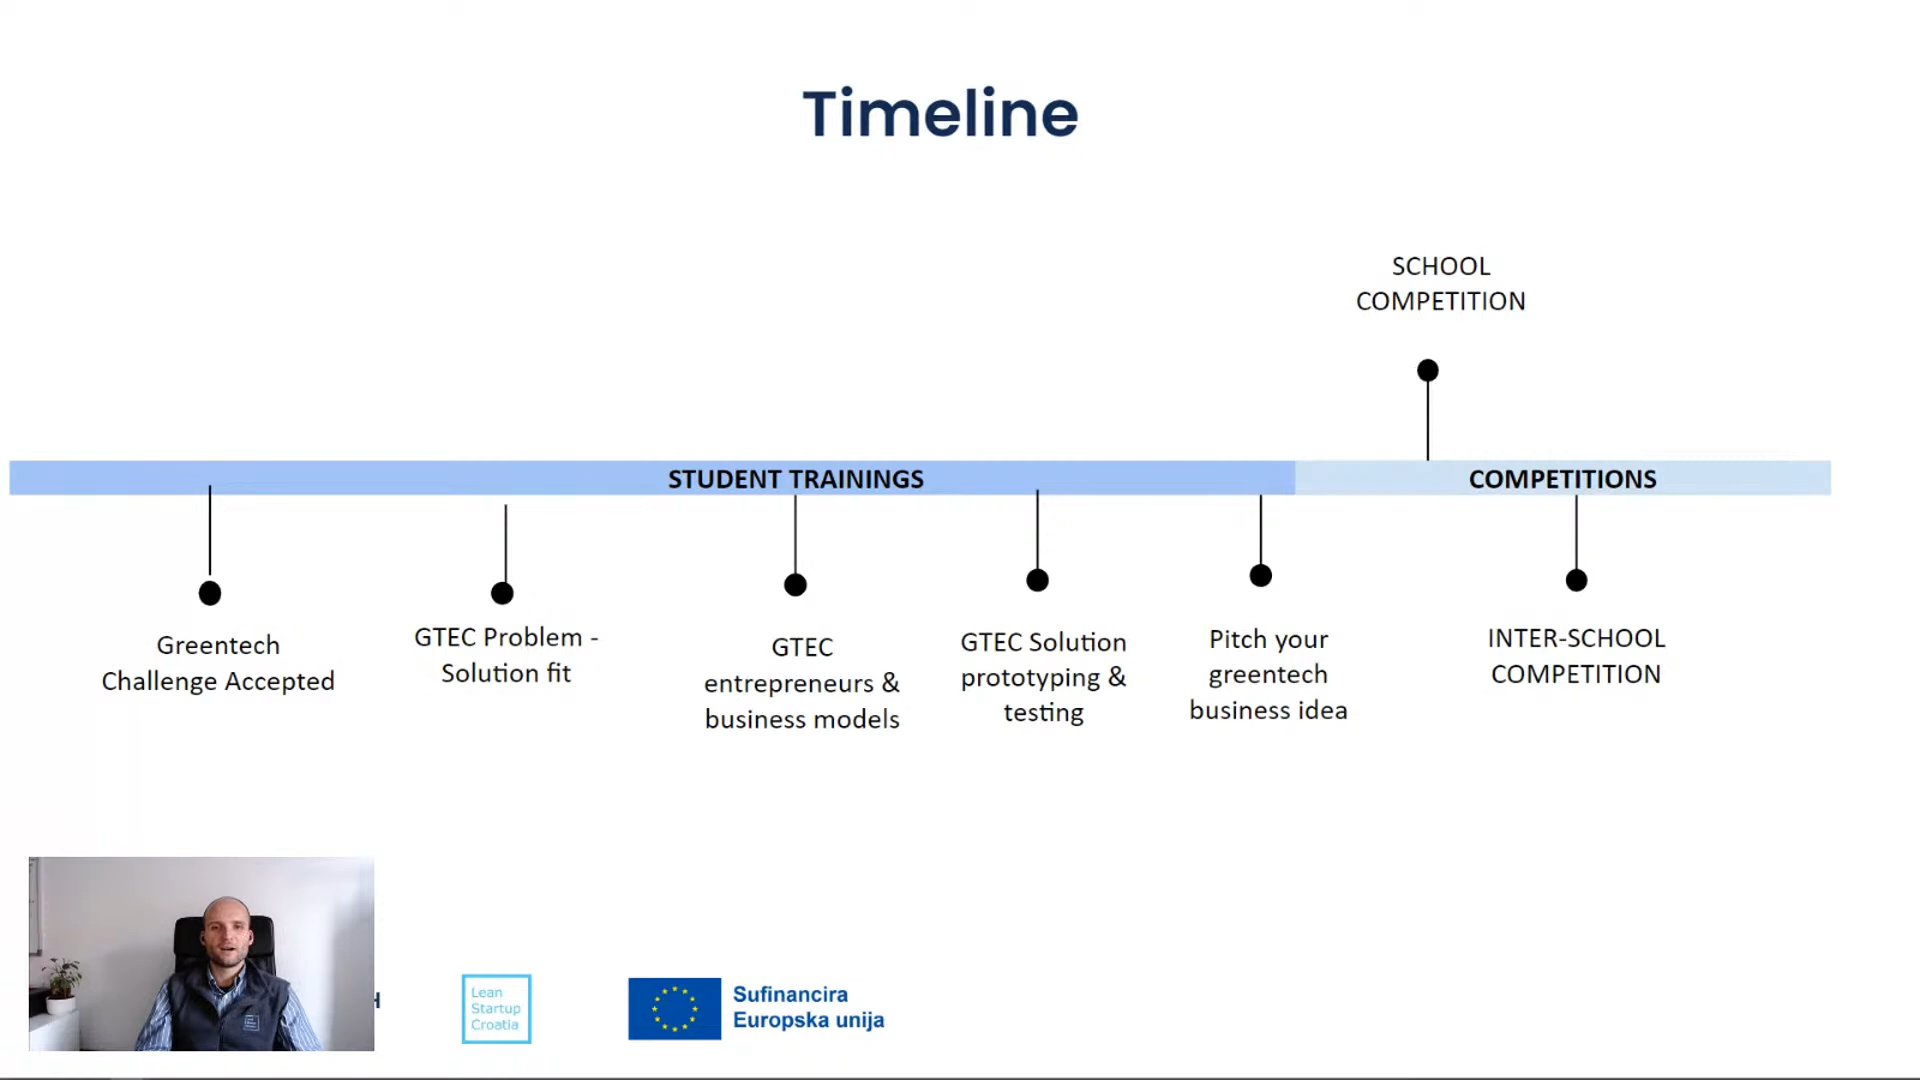 Timeline
SCHOOL
COMPETITION
STUDENT TRAININGS
COMPETITIONS
Greentech
Challenge Accepted
GTEC Problem -
Solution fit
GTEC
entrepreneurs &
business models
GTEC Solution
prototyping &
testing
Pitch your
greentech
business idea
INTER-SCHOOL
COMPETITION
Lean
Startup
Croatia
Sufinancira
Europska unija